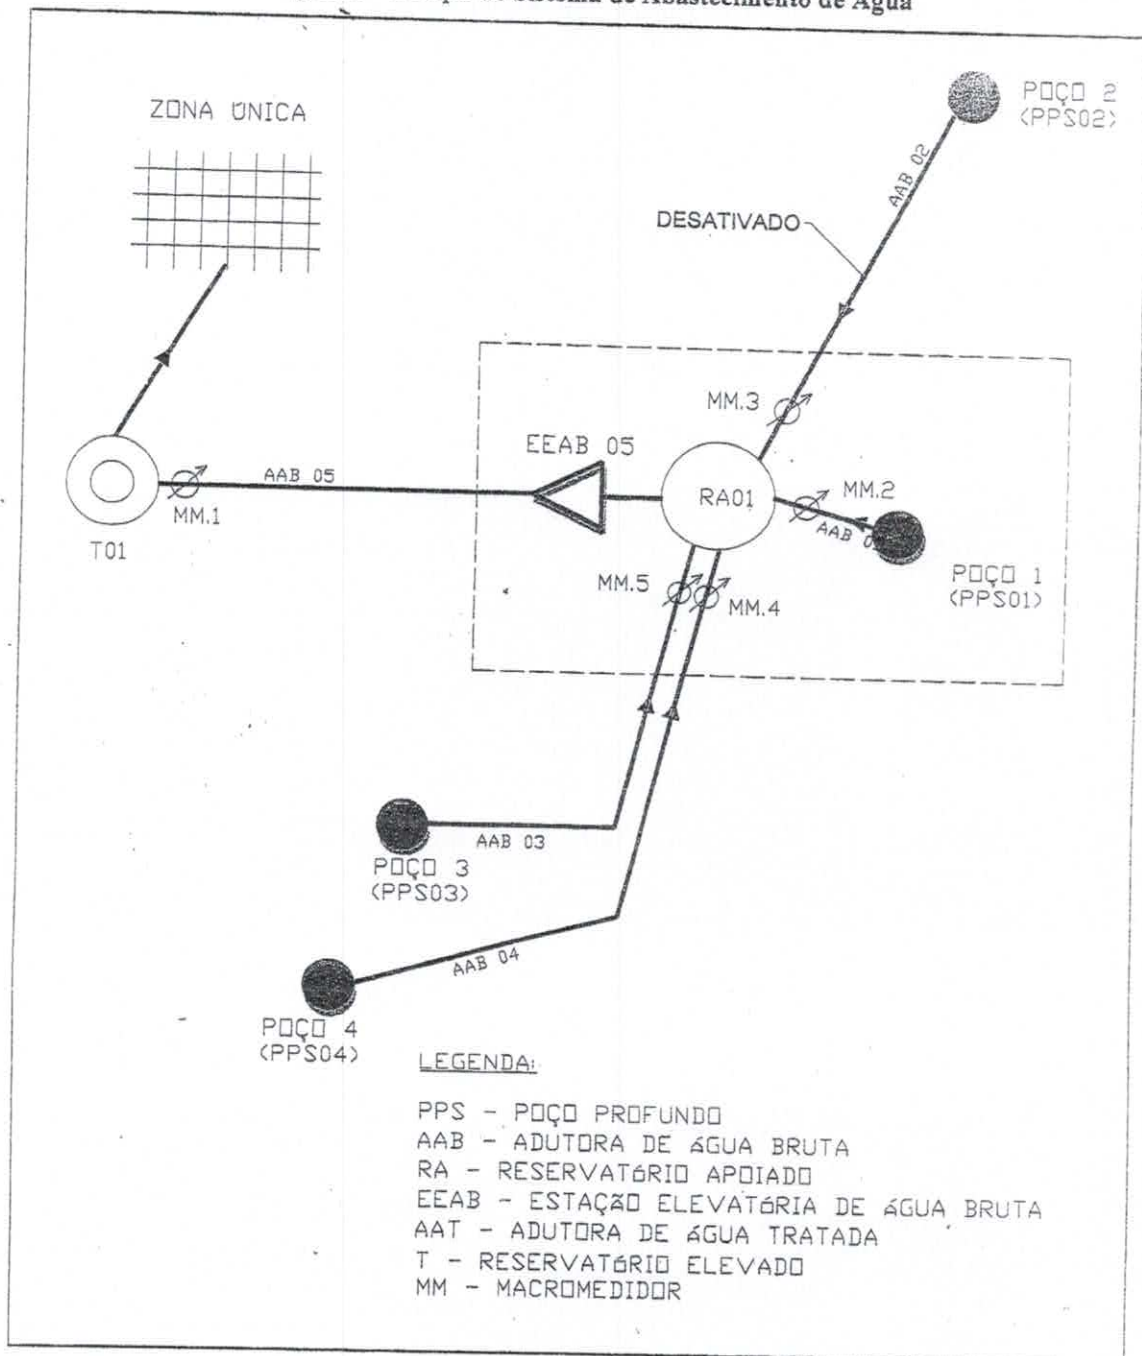 Sistema de Abastecimento de Água
ZONA ÚNICA
POÇO 2
(PPS02)
AAB 02
DESATIVADO
MM.3
EEAB 05
AAB 05
MM.1
T01
RA01
MM.2
AAB
POÇO 1
(PPS01)
MM.5
MM.4
AAB 03
POÇO 3
(PPS03)
AAB 04
POÇO 4
(PPS04)
LEGENDA:
PPS - POÇO PROFUNDO
AAB - ADUTORA DE ÁGUA BRUTA
RA - RESERVATÓRIO APOIADO
EEAB - ESTAÇÃO ELEVATÓRIA DE ÁGUA BRUTA
AAT - ADUTORA DE ÁGUA TRATADA
T - RESERVATÓRIO ELEVADO
MM - MACROMEDIDOR